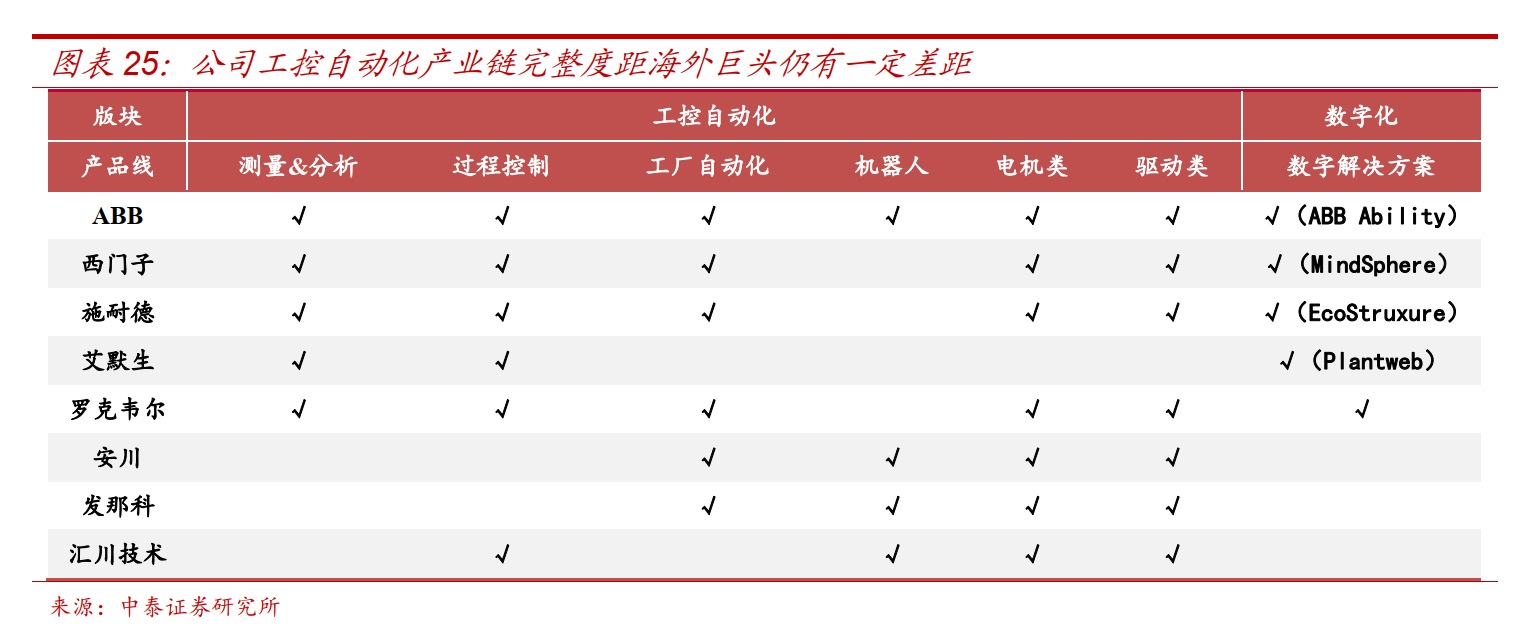 图表 25：公司工控自动化产业链完整度距海外巨头仍有一定差距
版块 工控自动化 数字化
产品线 测量&分析 过程控制 工厂自动化 机器人 电机类 驱动类 数字解决方案
ABB √ √ √ √ √ √ √（ABB Ability）
西门子 √ √ √ √ √ √（MindSphere）
施耐德 √ √ √ √ √ √（EcoStruxure）
艾默生 √ √ √（Plantweb）
罗克韦尔 √ √ √ √ √ √
安川 √ √ √ √
发那科 √ √ √ √
汇川技术 √ √ √ √
来源：中泰证券研究所